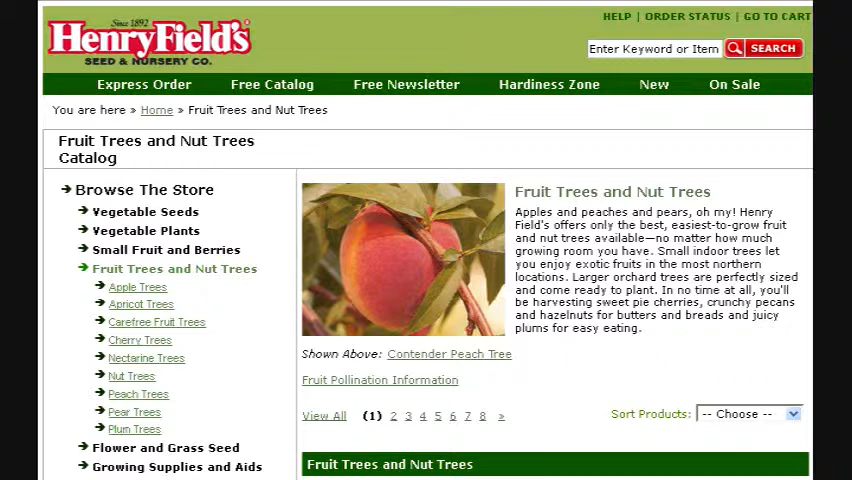 HELP | ORDER STATUS | GO TO CART
Since 1892
HenryField's
SEED & NURSERY CO.
Enter Keyword or Item
SEARCH
Express Order Free Catalog Free Newsletter Hardiness Zone New On Sale
You are here » Home » Fruit Trees and Nut Trees
Fruit Trees and Nut Trees
Catalog
Browse The Store
Vegetable Seeds
Vegetable Plants
Small Fruit and Berries
Fruit Trees and Nut Trees
Apple Trees
Apricot Trees
Carefree Fruit Trees
Cherry Trees
Nectarine Trees
Nut Trees
Peach Trees
Pear Trees
Plum Trees
Flower and Grass Seed
Growing Supplies and Aids
Fruit Trees and Nut Trees
Apples and peaches and pears, oh my! Henry
Field's offers only the best, easiest-to-grow fruit
and nut trees available—no matter how much
growing room you have. Small indoor trees let
you enjoy exotic fruits in the most northern
locations. Larger orchard trees are perfectly sized
and come ready to plant. In no time at all, you'll
be harvesting sweet pie cherries, crunchy pecans
and hazelnuts for butters and breads and juicy
plums for easy eating.
Shown Above: Contender Peach Tree
Fruit Pollination Information
View All (1) 2 3 4 5 6 7 8 »
Sort Products: -- Choose --
Fruit Trees and Nut Trees